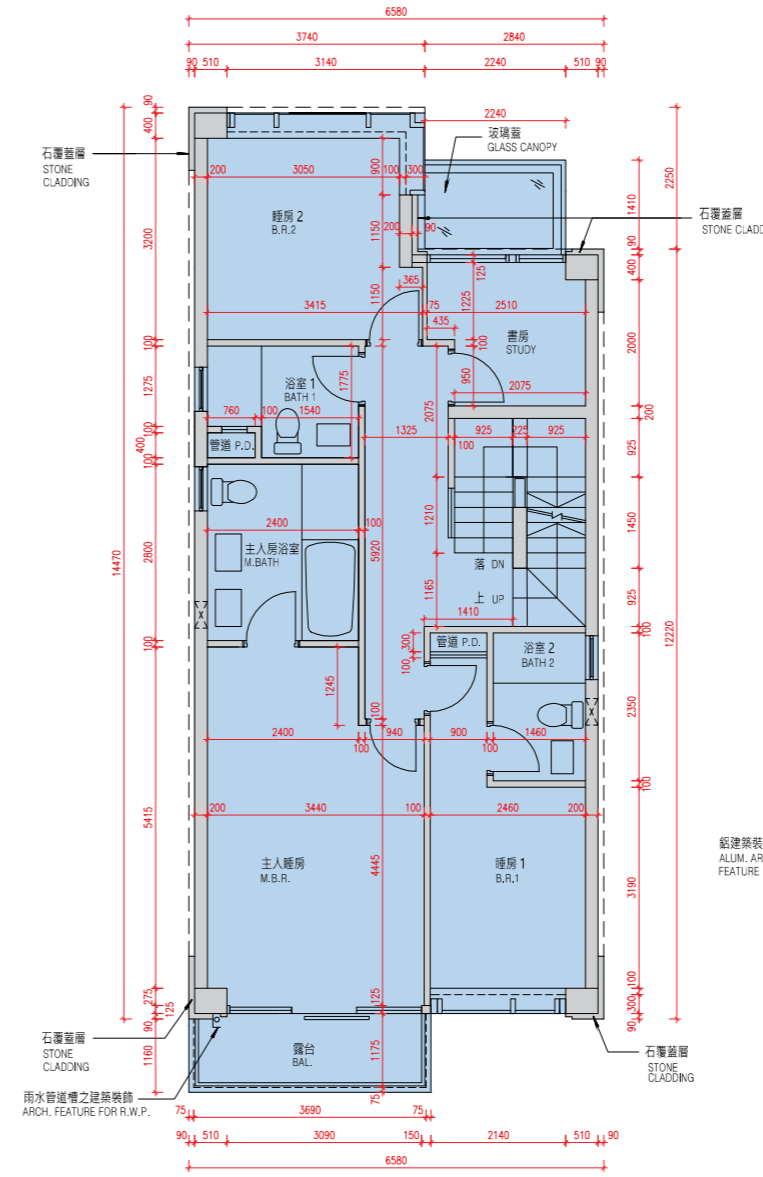 6580
3740
2840
90 510
3140
2240
510 90
90
400
2240
玻璃蓋
GLASS CANOPY
石覆蓋層
STONE
CLADDING
200
3050
100
300
900
2250
1410
90
睡房 2
B.R.2
200
90
1150
石覆蓋層
STONE CLADD
3200
125
400
365
1150
1225
3415
75
2510
435
書房
STUDY
2000
100
100
1275
浴室 1
BATH 1
1775
950
2075
2075
760
100
1540
200
100
400
管道 P.D.
1325
925
225
925
925
100
100
2400
100
1210
1450
主人房浴室
M.BATH
2800
5920
落 DN
14470
1165
上 UP
925
1410
100
12220
100
300
管道 P.D.
浴室 2
BATH 2
100
1245
2350
100
2400
940
900
1460
100
100
100
200
3440
100
2460
200
5415
主人睡房
M.B.R.
4445
睡房 1
B.R.1
鋁建築裝
ALUM. AR
FEATURE
3190
275
125
125
100
300
90
90
石覆蓋層
STONE
CLADDING
露台
BAL.
1175
1160
石覆蓋層
STONE
CLADDING
雨水管道槽之建築裝飾
ARCH. FEATURE FOR R.W.P.
75
75
3690
75
90
510
3090
150
2140
510
90
6580